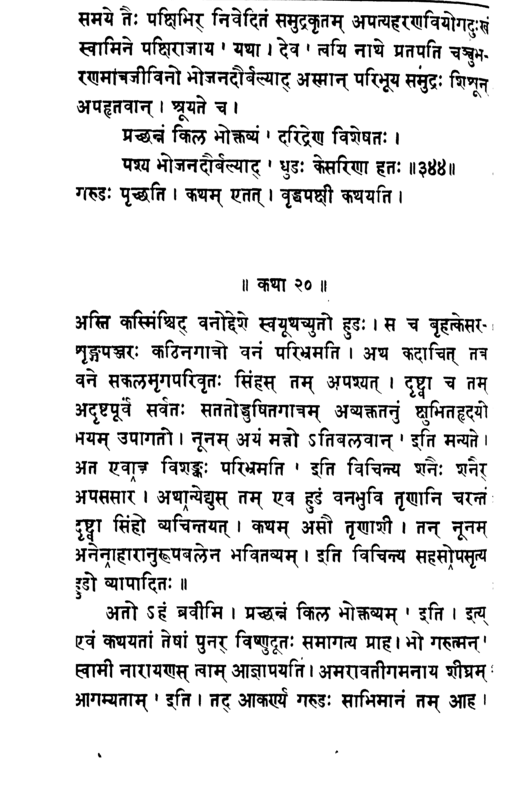 समये तैः पक्षिभिर् निवेदितं समुद्रकृतम् अपत्यहरणवियोगदुःखं
स्वामिने पक्षिराजाय ' यथा । देव ' त्वयि नाथे प्रतपति चञ्चुभ-
रणमात्रजीविनो भोजनदौर्बल्याद् अस्मान् परिभूय समुद्रः शिशून्
अपहृतवान् । श्रूयते च ।
प्रच्छन्नं किल भोक्तव्यं ' दरिद्रेण विशेषतः ।
पश्य भोजनदौर्बल्याद् ' धुडः केसरिणा हतः ॥३४४॥
गरुडः पृच्छति । कथम् एतत् । वृद्धपक्षी कथयति ।
॥ कथा २० ॥
अस्ति कस्मिंश्चिद् वनोद्देशे स्वयूथच्युतो हुडः । स च बृहत्केसर-
शृङ्गपञ्जरः कठिनगात्रो वनं परिभ्रमति । अथ कदाचित् तत्र
वने सकलमृगपरिवृतः सिंहस् तम् अपश्यत् । दृष्ट्वा च तम्
अदृष्टपूर्वं सर्वतः सततोद्धुषितगात्रम् अव्यक्ततनुं क्षुभितहृदयो
भयम् उपागतो । नूनम् अयं मत्तो ऽतिबलवान् ' इति मन्यते ।
अत एवात्र विशङ्कः परिभ्रमति ' इति विचिन्त्य शनैः शनैर्
अपससार । अथान्येद्युस् तम् एव हुडं वनभुवि तृणानि चरन्तं
दृष्ट्वा सिंहो व्यचिन्तयत् । कथम् असौ तृणाशी । तन् नूनम्
अनेनाहारानुरूपबलेन भवितव्यम् । इति विचिन्त्य सहसोपसृत्य
हुडो व्यापादितः ॥
अतो ऽहं ब्रवीमि । प्रच्छन्नं किल भोक्तव्यम् ' इति । इत्य्
एवं कथयतां तेषां पुनर् विष्णुदूतः समागत्य प्राह । भो गरुत्मन् '
स्वामी नारायणस् त्वाम् आज्ञापयति । अमरावतीगमनाय शीघ्रम्
आगम्यताम् ' इति । तद् आकर्ण्य गरुडः साभिमानं तम् आह ।